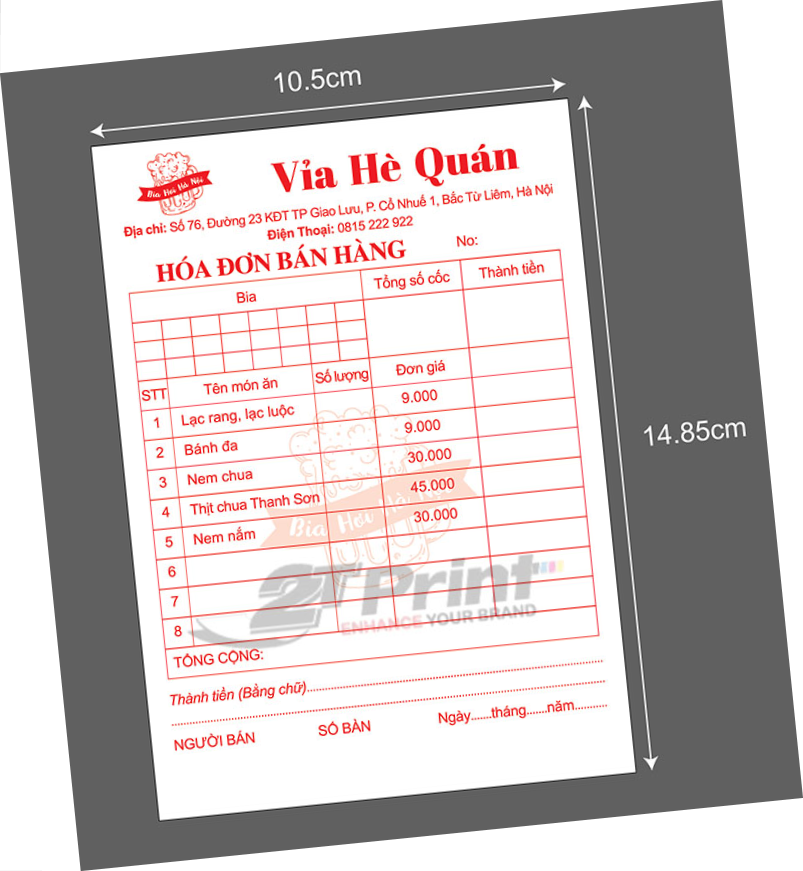 10.5cm
14.85cm
Bia Hơi Hà Nội
Vỉa Hè Quán
Địa chỉ: Số 76, Đường 23 KĐT TP Giao Lưu, P. Cổ Nhuế 1, Bắc Từ Liêm, Hà Nội
Điện Thoại: 0815 222 922
HÓA ĐƠN BÁN HÀNG No:
Bia Tổng số cốc Thành tiền
STT Tên món ăn Số lượng Đơn giá
1 Lạc rang, lạc luộc 9.000
2 Bánh đa 9.000
3 Nem chua 30.000
4 Thịt chua Thanh Sơn 45.000
5 Nem nắm 30.000
Bia Hơi Hà Nội
6
7
8
2T Print
ENHANCE YOUR BRAND
TỔNG CỘNG:
Thành tiền (Bằng chữ)..........
NGƯỜI BÁN SỐ BÀN Ngày......tháng......năm.........